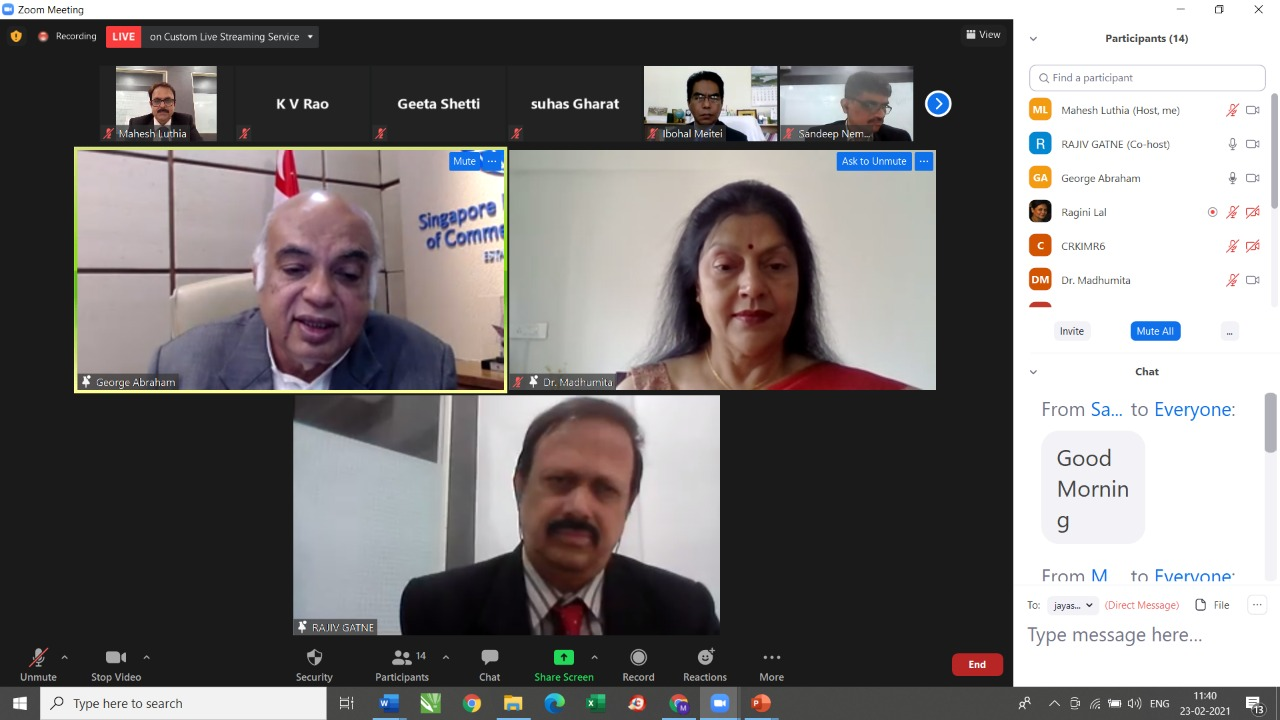 Zoom Meeting
Recording
LIVE
on Custom Live Streaming Service
View
Mahesh Luthia
K V Rao
Geeta Shetti
suhas Gharat
Ibohal Meitei
Sandeep Nem...
Mute
...
Singapore
of Comme
George Abraham
Ask to Unmute
...
Dr. Madhumita
RAJIV GATNE
Unmute
Stop Video
Security
14
Participants
Chat
Share Screen
Record
Reactions
More
End
Participants (14)
Find a participant
ML Mahesh Luthia (Host, me)
R RAJIV GATNE (Co-host)
GA George Abraham
Ragini Lal
C CRKIMR6
DM Dr. Madhumita
Invite
Mute All
...
Chat
From Sa... to Everyone:
Good
Mornin
g
From M to Everyone:
To: jayas... (Direct Message) File ...
Type message here...
Type here to search
ENG
11:40
23-02-2021
13